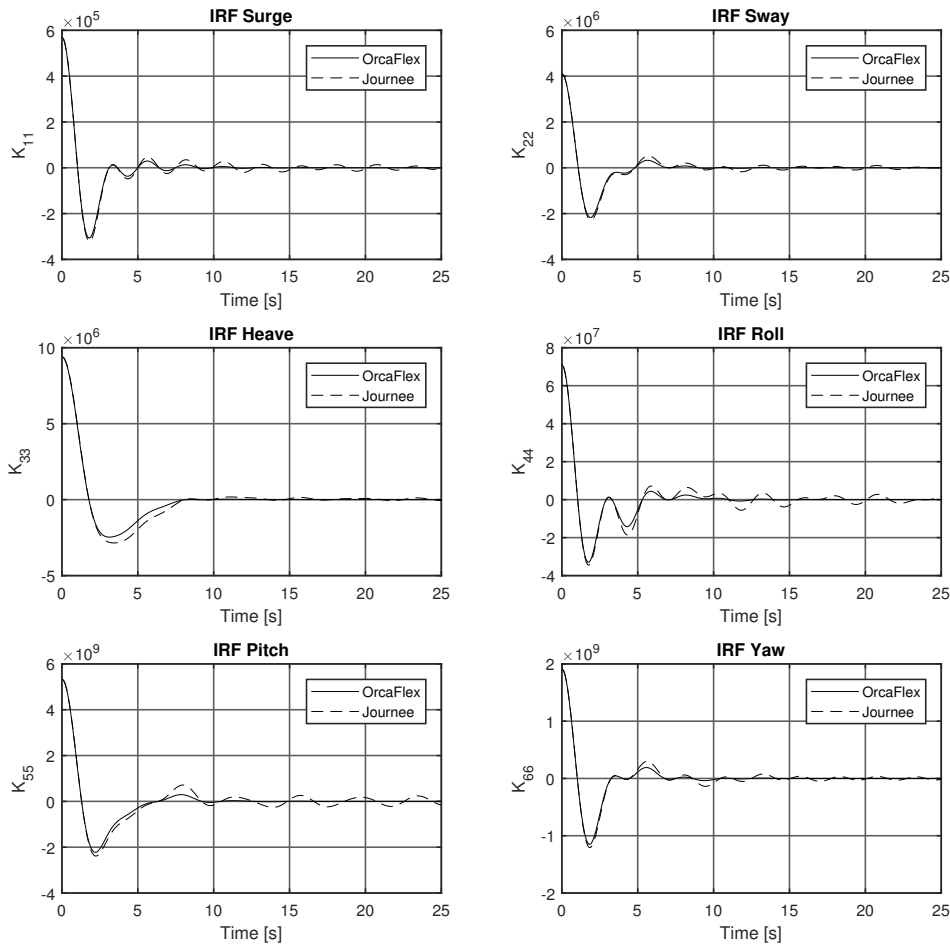 IRF Surge
×10^5
6
4
2
0
-2
-4
K_11
0 5 10 15 20 25
Time [s]
OrcaFlex
Journee
IRF Sway
×10^6
6
4
2
0
-2
-4
K_22
0 5 10 15 20 25
Time [s]
OrcaFlex
Journee
IRF Heave
×10^6
10
5
0
-5
K_33
0 5 10 15 20 25
Time [s]
OrcaFlex
Journee
IRF Roll
×10^7
8
6
4
2
0
-2
-4
K_44
0 5 10 15 20 25
Time [s]
OrcaFlex
Journee
IRF Pitch
×10^9
6
4
2
0
-2
-4
K_55
0 5 10 15 20 25
Time [s]
OrcaFlex
Journee
IRF Yaw
×10^9
2
1
0
-1
-2
K_66
0 5 10 15 20 25
Time [s]
OrcaFlex
Journee